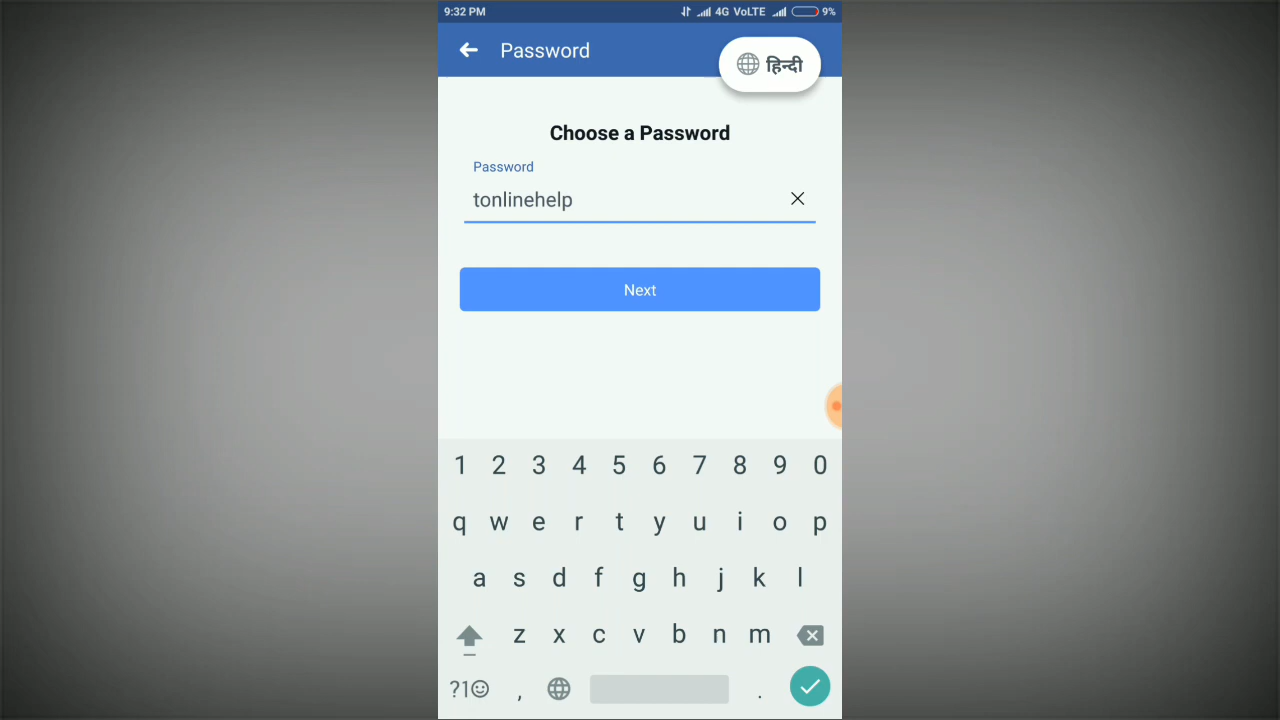 9:32 PM 4G VoLTE 9%
Password
हिन्दी
Choose a Password
Password
tonlinehelp
Next
1 2 3 4 5 6 7 8 9 0
q w e r t y u i o p
a s d f g h j k l
z x c v b n m
?1☺ , .